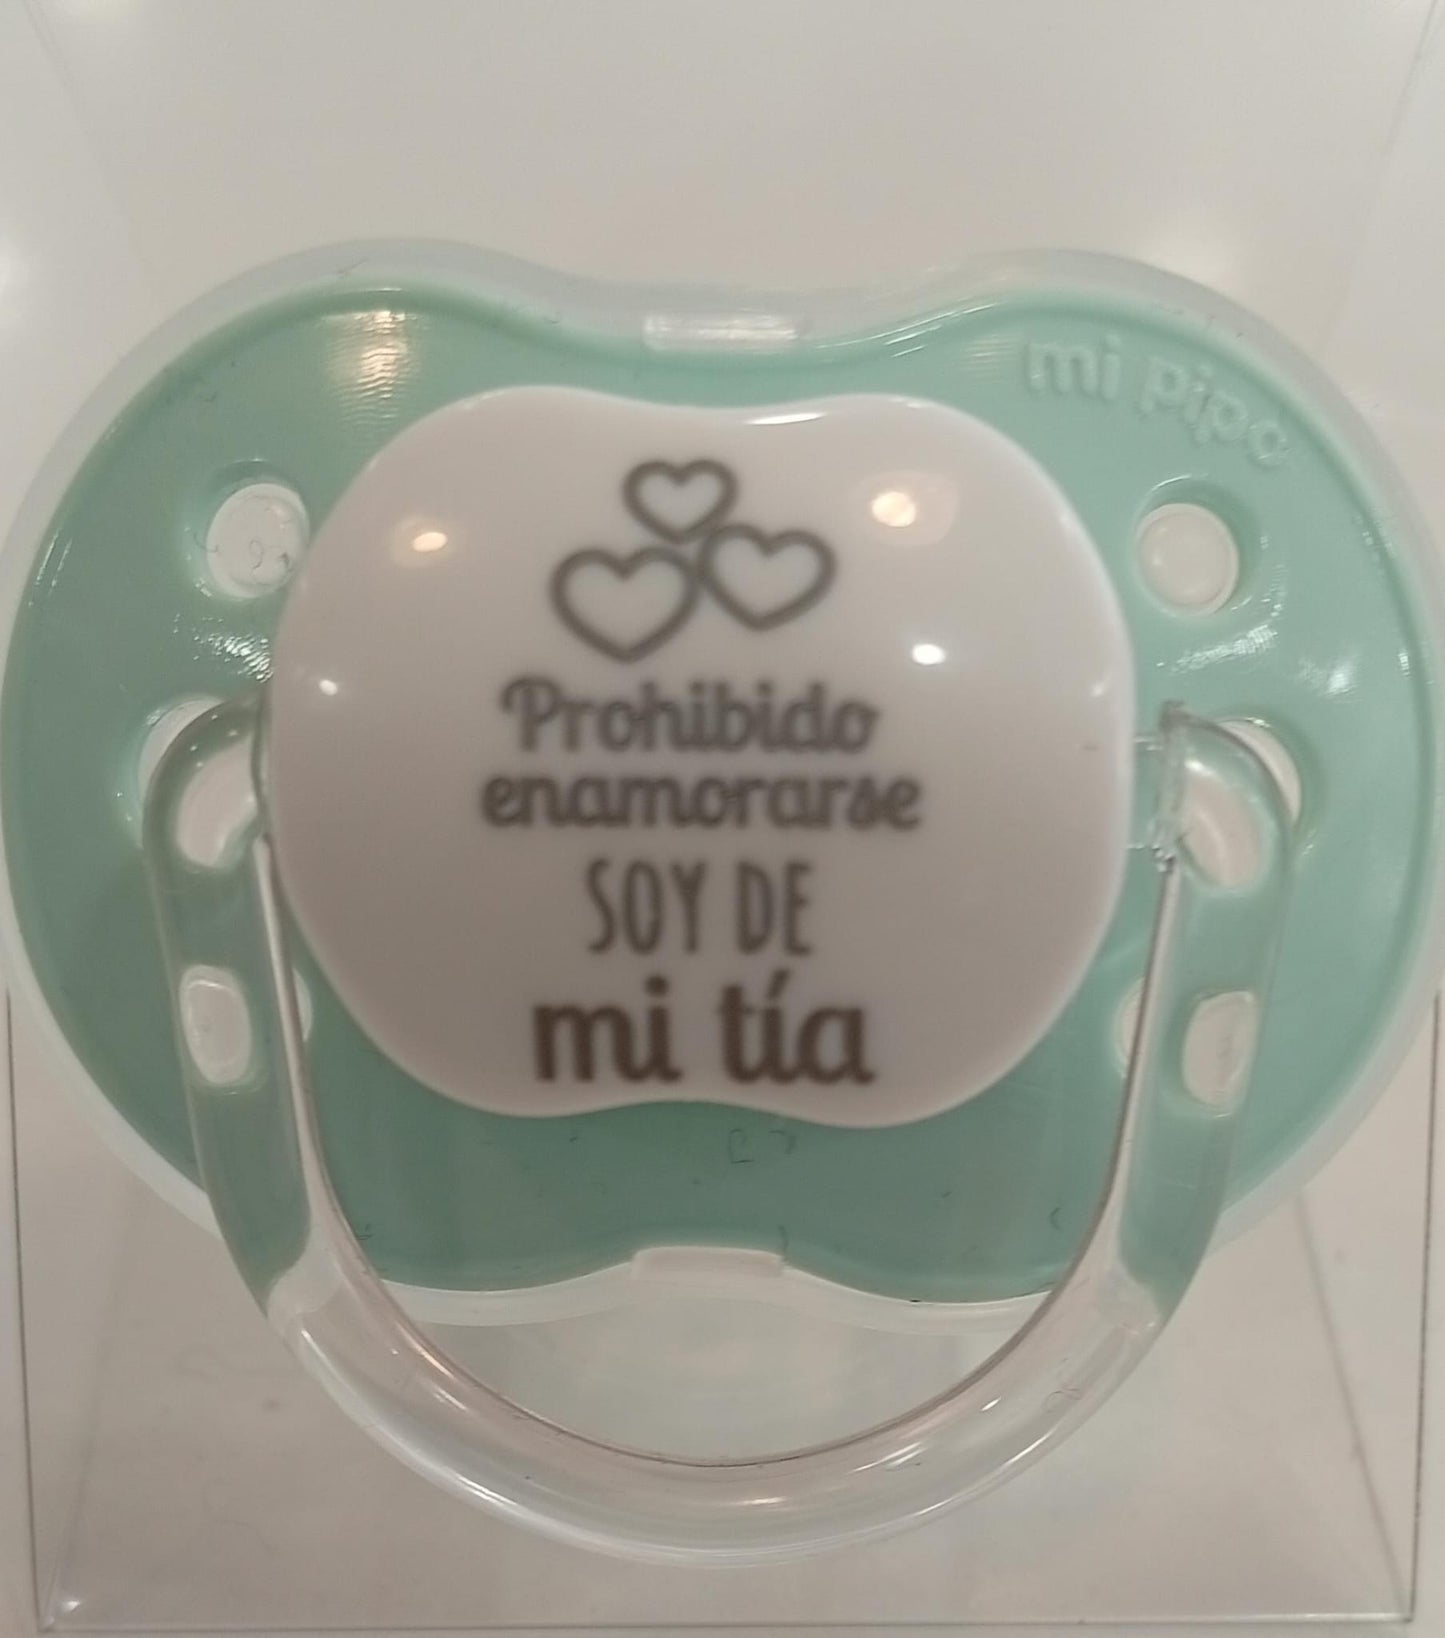 mi pipo
Prohibido
enamorarse
SOY DE
mi tía